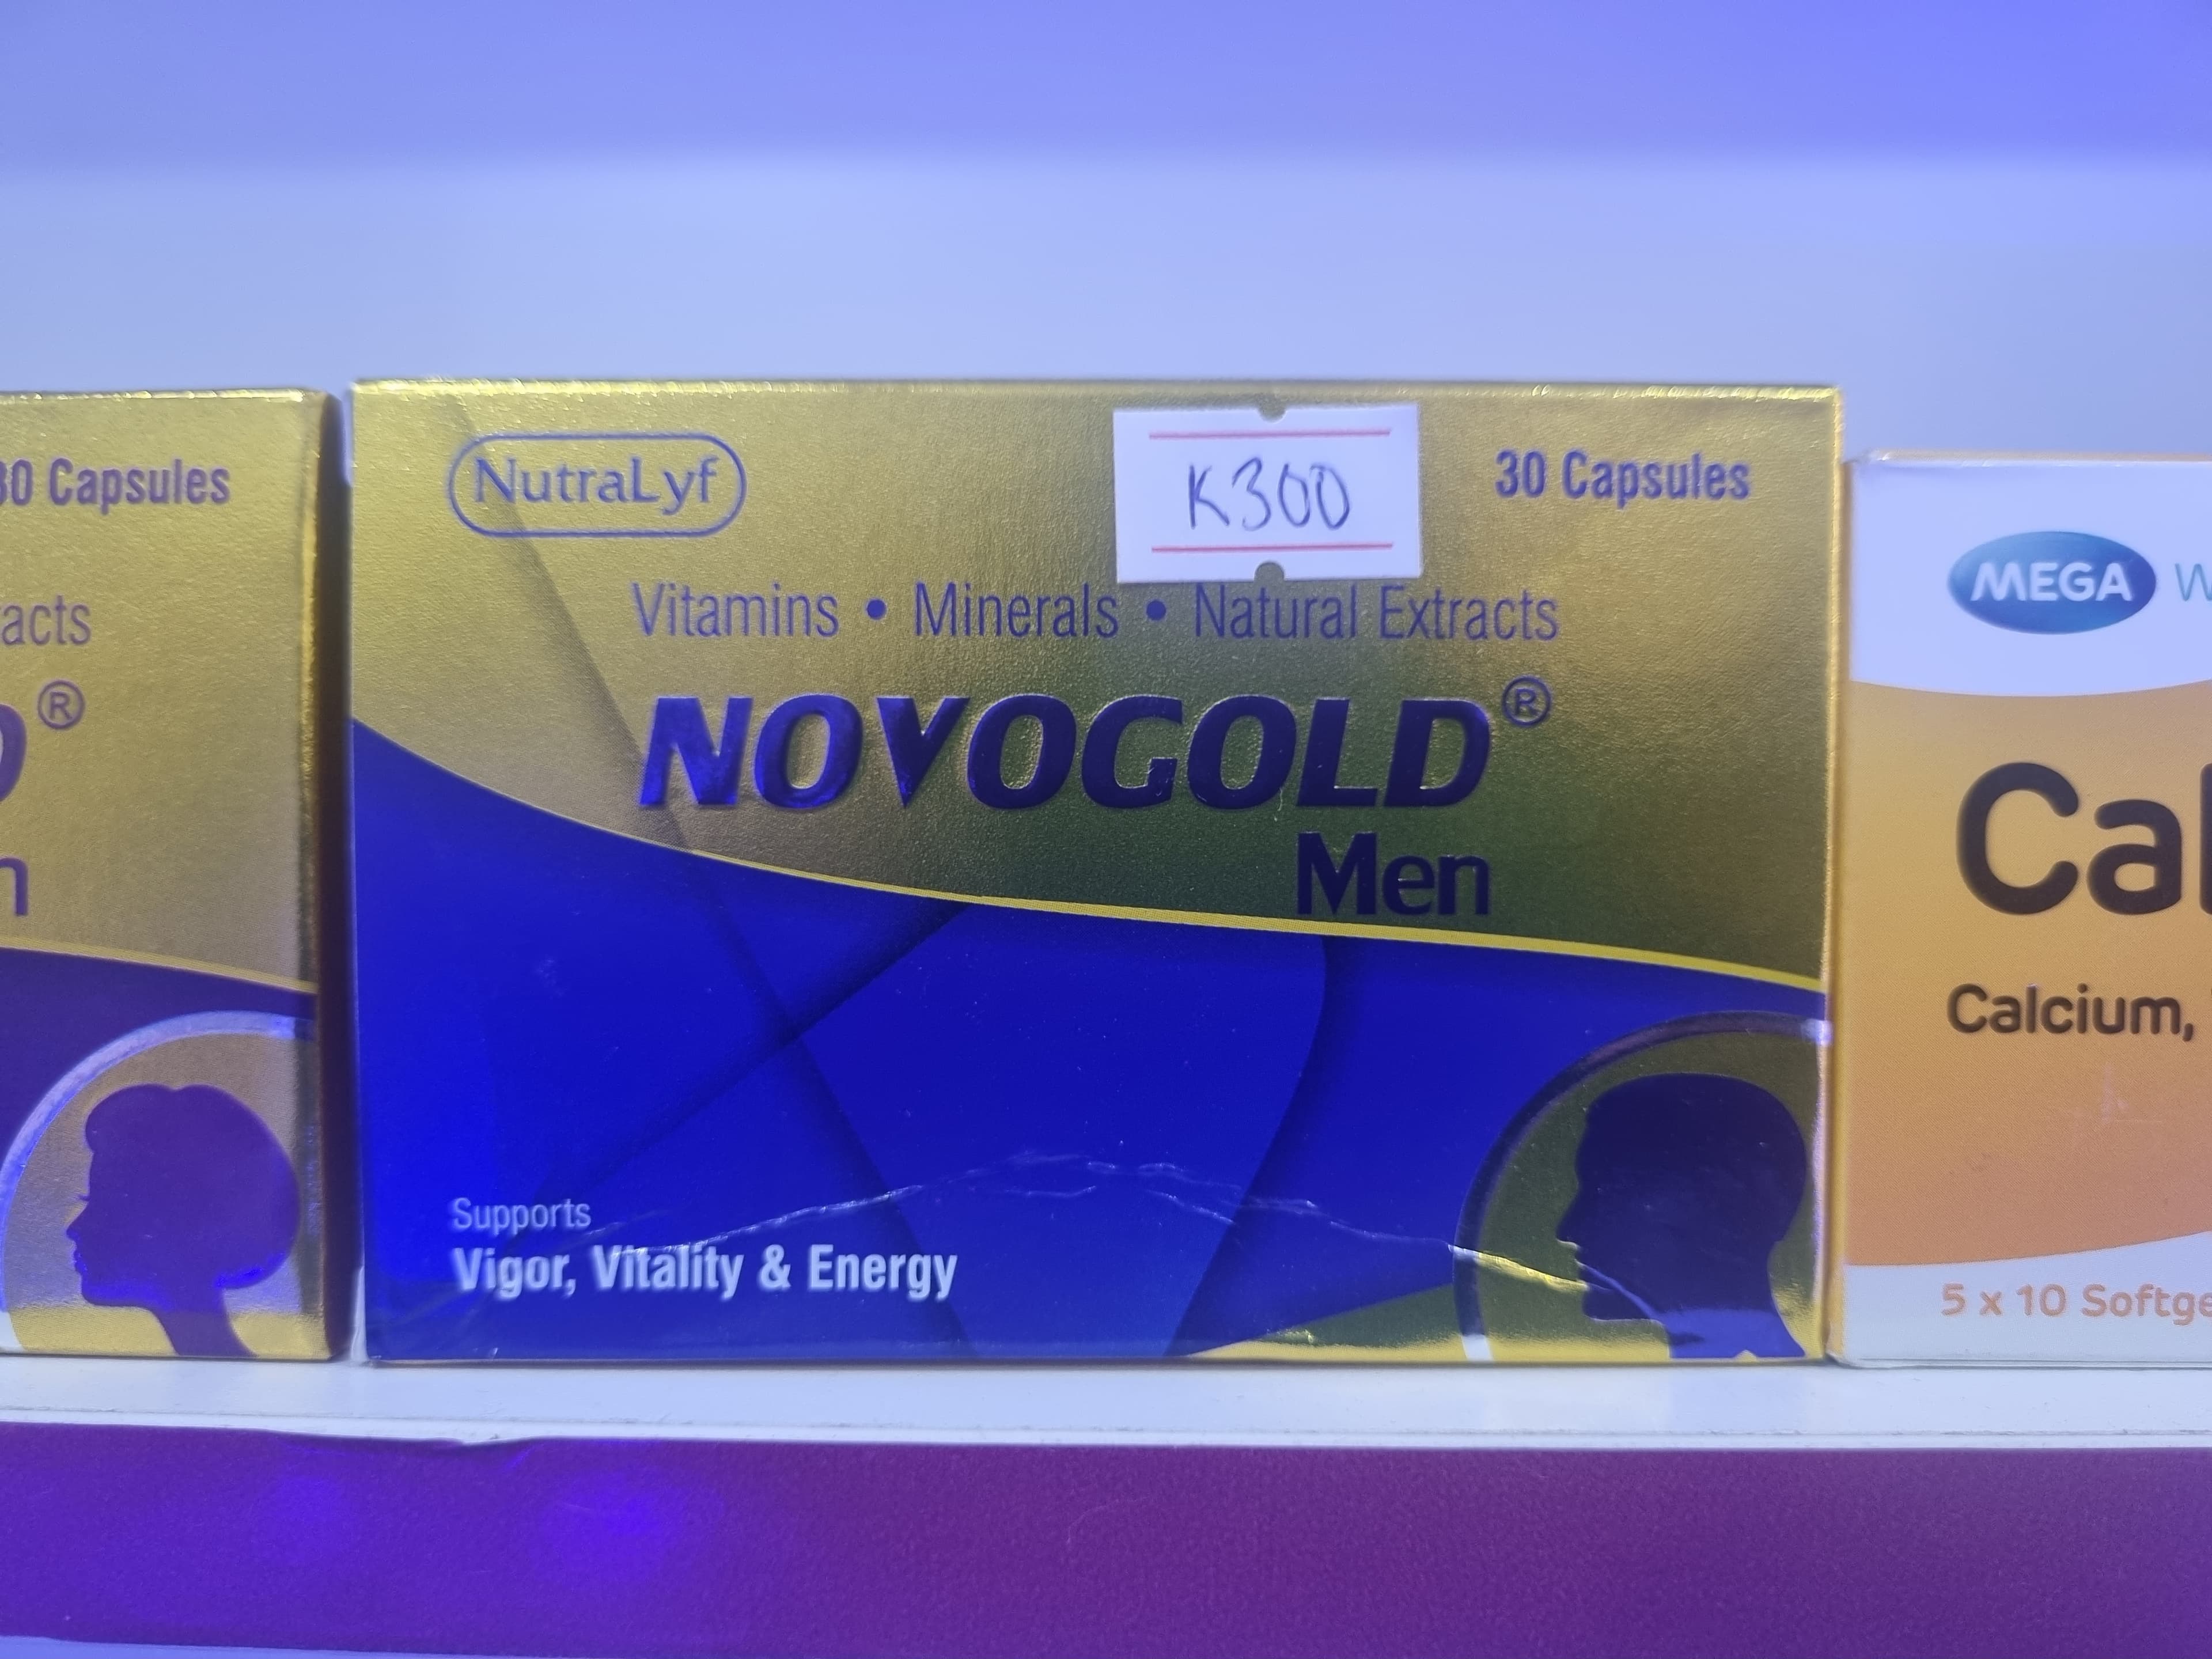 30 Capsules
acts
®
NutraLyf
K300
30 Capsules
Vitamins • Minerals • Natural Extracts
NOVOGOLD®
Men
Supports
Vigor, Vitality & Energy
MEGA
Cal
Calcium,
5 x 10 Softge